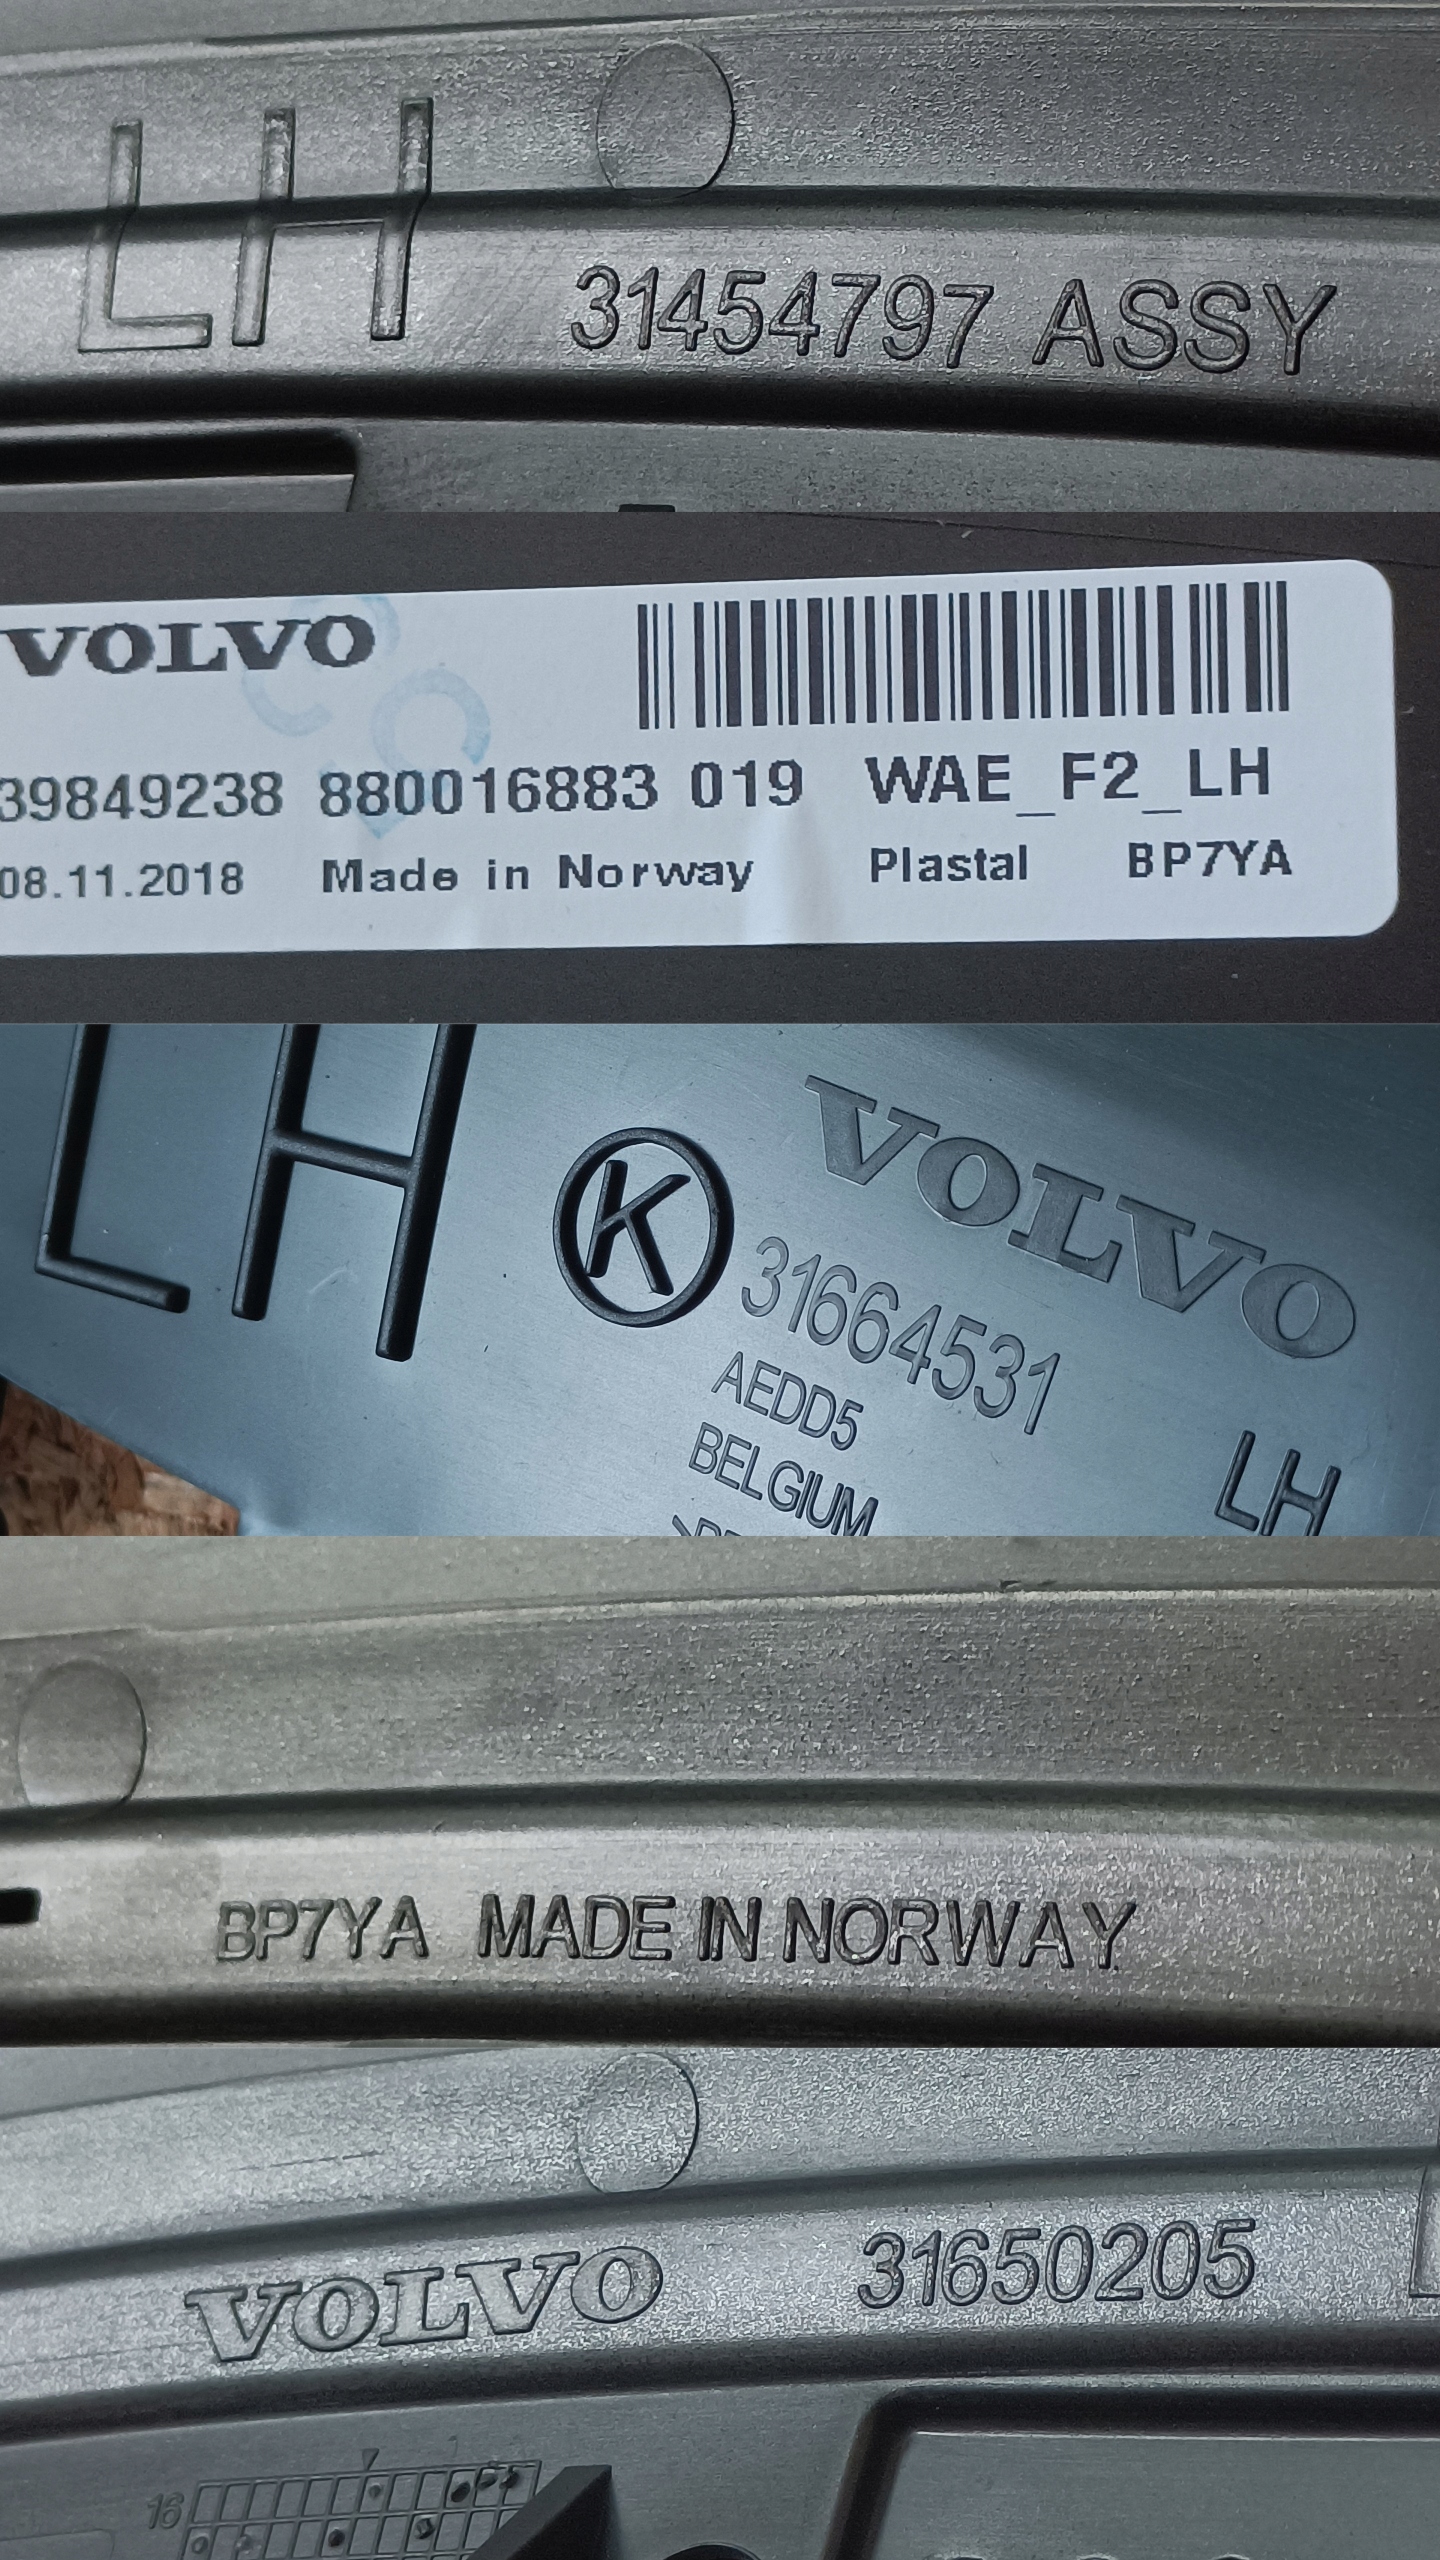 LH
31454797 ASSY
VOLVO
39849238 880016883 019 WAE_F2_LH
08.11.2018 Made in Norway Plastal BP7YA
LH
K
VOLVO
31664531
AEDD5
BELGIUM
LH
BP7YA MADE IN NORWAY
VOLVO 31650205
16